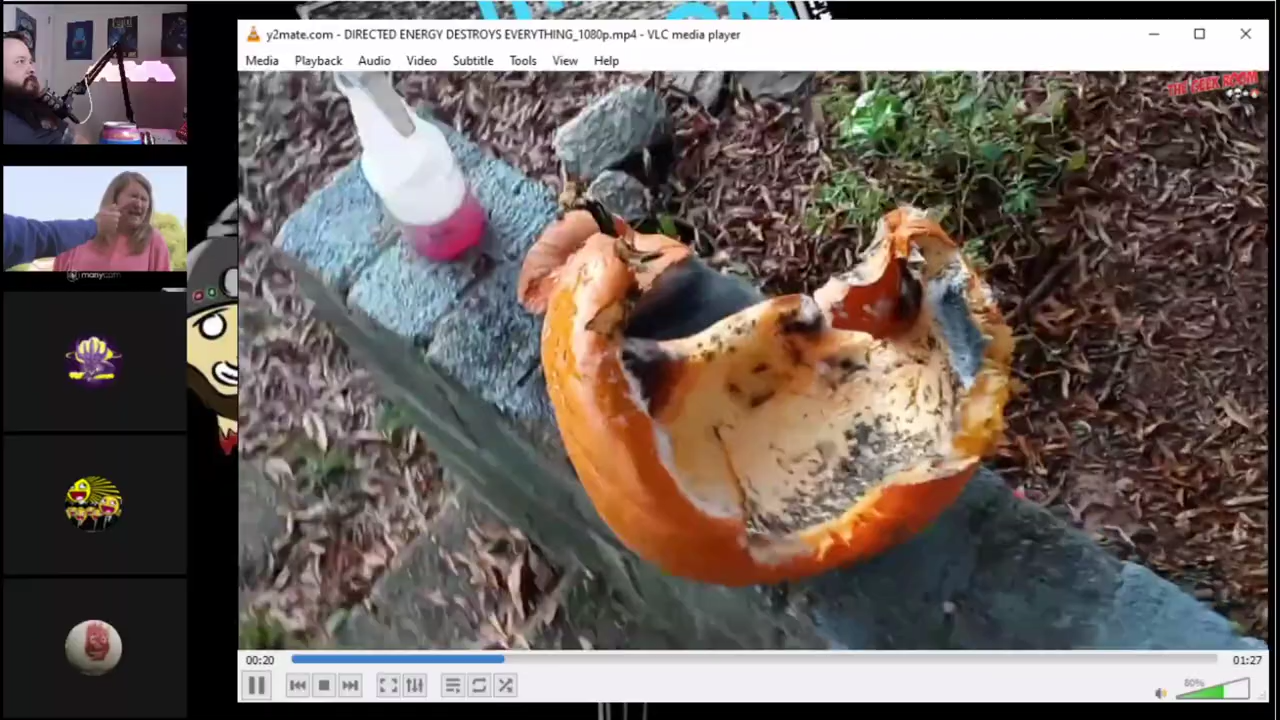 y2mate.com - DIRECTED ENERGY DESTROYS EVERYTHING_1080p.mp4 - VLC media player
Media Playback Audio Video Subtitle Tools View Help
THE GEEK ROOM
manycam
00:20
01:27
80%